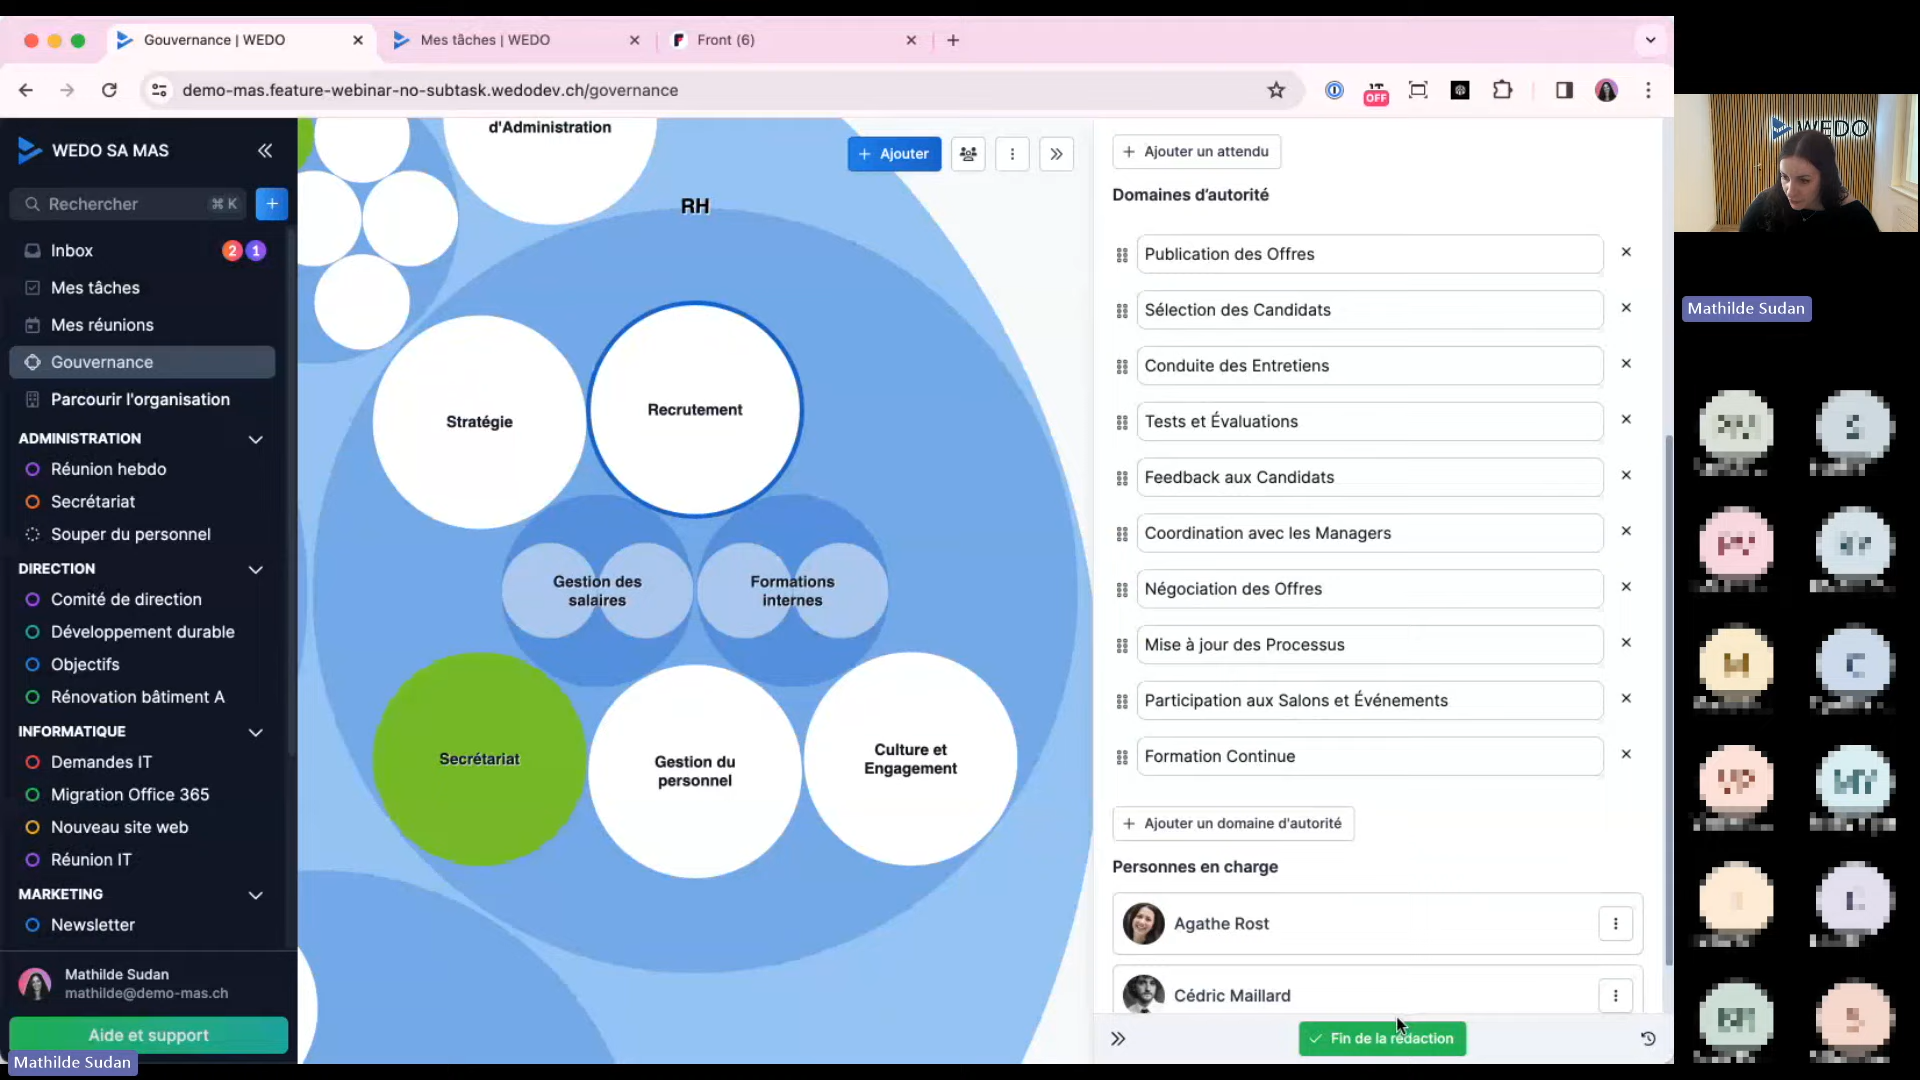 Gouvernance | WEDO
Mes tâches | WEDO
Front (6)
demo-mas.feature-webinar-no-subtask.wedodev.ch/governance
OFF
WEDO SA MAS
Rechercher
⌘ K
Inbox
2
1
Mes tâches
Mes réunions
Gouvernance
Parcourir l'organisation
ADMINISTRATION
Réunion hebdo
Secrétariat
Souper du personnel
DIRECTION
Comité de direction
Développement durable
Objectifs
Rénovation bâtiment A
INFORMATIQUE
Demandes IT
Migration Office 365
Nouveau site web
Réunion IT
MARKETING
Newsletter
Mathilde Sudan
mathilde@demo-mas.ch
Aide et support
Mathilde Sudan
d'Administration
RH
Stratégie
Recrutement
Gestion des
salaires
Formations
internes
Secrétariat
Gestion du
personnel
Culture et
Engagement
+ Ajouter
+ Ajouter un attendu
Domaines d’autorité
Publication des Offres
Sélection des Candidats
Conduite des Entretiens
Tests et Évaluations
Feedback aux Candidats
Coordination avec les Managers
Négociation des Offres
Mise à jour des Processus
Participation aux Salons et Événements
Formation Continue
+ Ajouter un domaine d'autorité
Personnes en charge
Agathe Rost
Cédric Maillard
Fin de la rédaction
WEDO
Mathilde Sudan